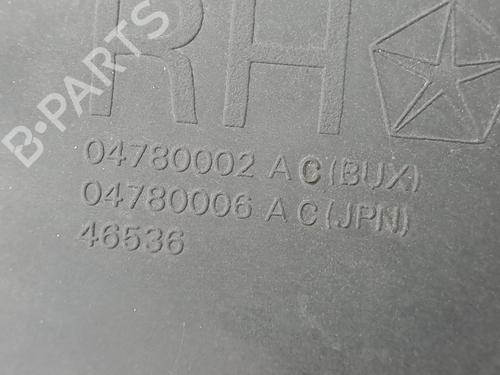 B-PARTS
RH
04780002 AC (BUX)
04780006 AC (JPN)
46536